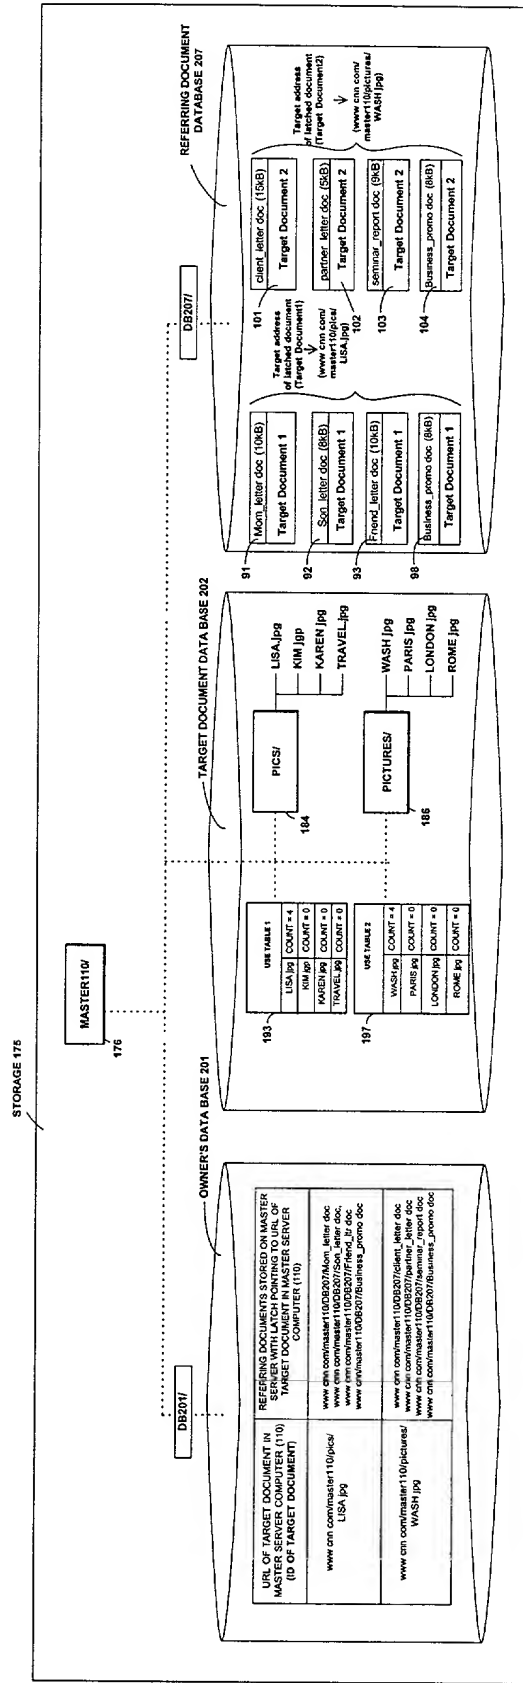 STORAGE 175
MASTER110/
176
DB201/
OWNER'S DATA BASE 201
URL OF TARGET DOCUMENT IN
MASTER SERVER COMPUTER (110)
(ID OF TARGET DOCUMENT)
REFERRING DOCUMENTS STORED ON MASTER
SERVER WITH LATCH POINTING TO URL OF
TARGET DOCUMENT IN MASTER SERVER
COMPUTER (110)
www cnn com/master110/pics/
LISA jpg
www cnn com/master110/DB207/Mom_letter doc
www cnn com/master110/DB207/Son_letter doc,
www cnn com/master110/DB207/Friend_ltr doc
www cnn/master110/DB207/Business_promo doc
www cnn com/master110/pictures/
WASH jpg
www cnn com/master110/DB207/client_letter doc
www cnn com/master110/DB207/partner_letter doc
www cnn com/master110/DB207/seminar_report doc
www cnn com/master110/DB207/Business_promo doc
TARGET DOCUMENT DATA BASE 202
USE TABLE 1
LISA jpg COUNT = 4
KIM jgp COUNT = 0
KAREN jpg COUNT = 0
TRAVEL.jpg COUNT = 0
193
PICS/
184
LISA.jpg
KIM jgp
KAREN jpg
TRAVEL.jpg
USE TABLE 2
WASH jpg COUNT = 4
PARIS jpg COUNT = 0
LONDON jpg COUNT = 0
ROME jpg COUNT = 0
197
PICTURES/
186
WASH jpg
PARIS jpg
LONDON jpg
ROME jpg
DB207/
REFERRING DOCUMENT
DATABASE 207
91
Mom_letter doc (10kB)
Target Document 1
92
Son_letter doc (8kB)
Target Document 1
93
Friend_letter doc (10kB)
Target Document 1
98
Business_promo doc (8kB)
Target Document 1
Target address
of latched document
(Target Document1)
(www cnn com/
master110/pics/
LISA.jpg)
101
client_letter doc (15kB)
Target Document 2
102
partner_letter doc (5kB)
Target Document 2
103
seminar_report doc (9kB)
Target Document 2
104
Business_promo doc (8kB)
Target Document 2
Target address
of latched document
(Target Document2)
(www cnn com/
master110/pictures/
WASH jpg)